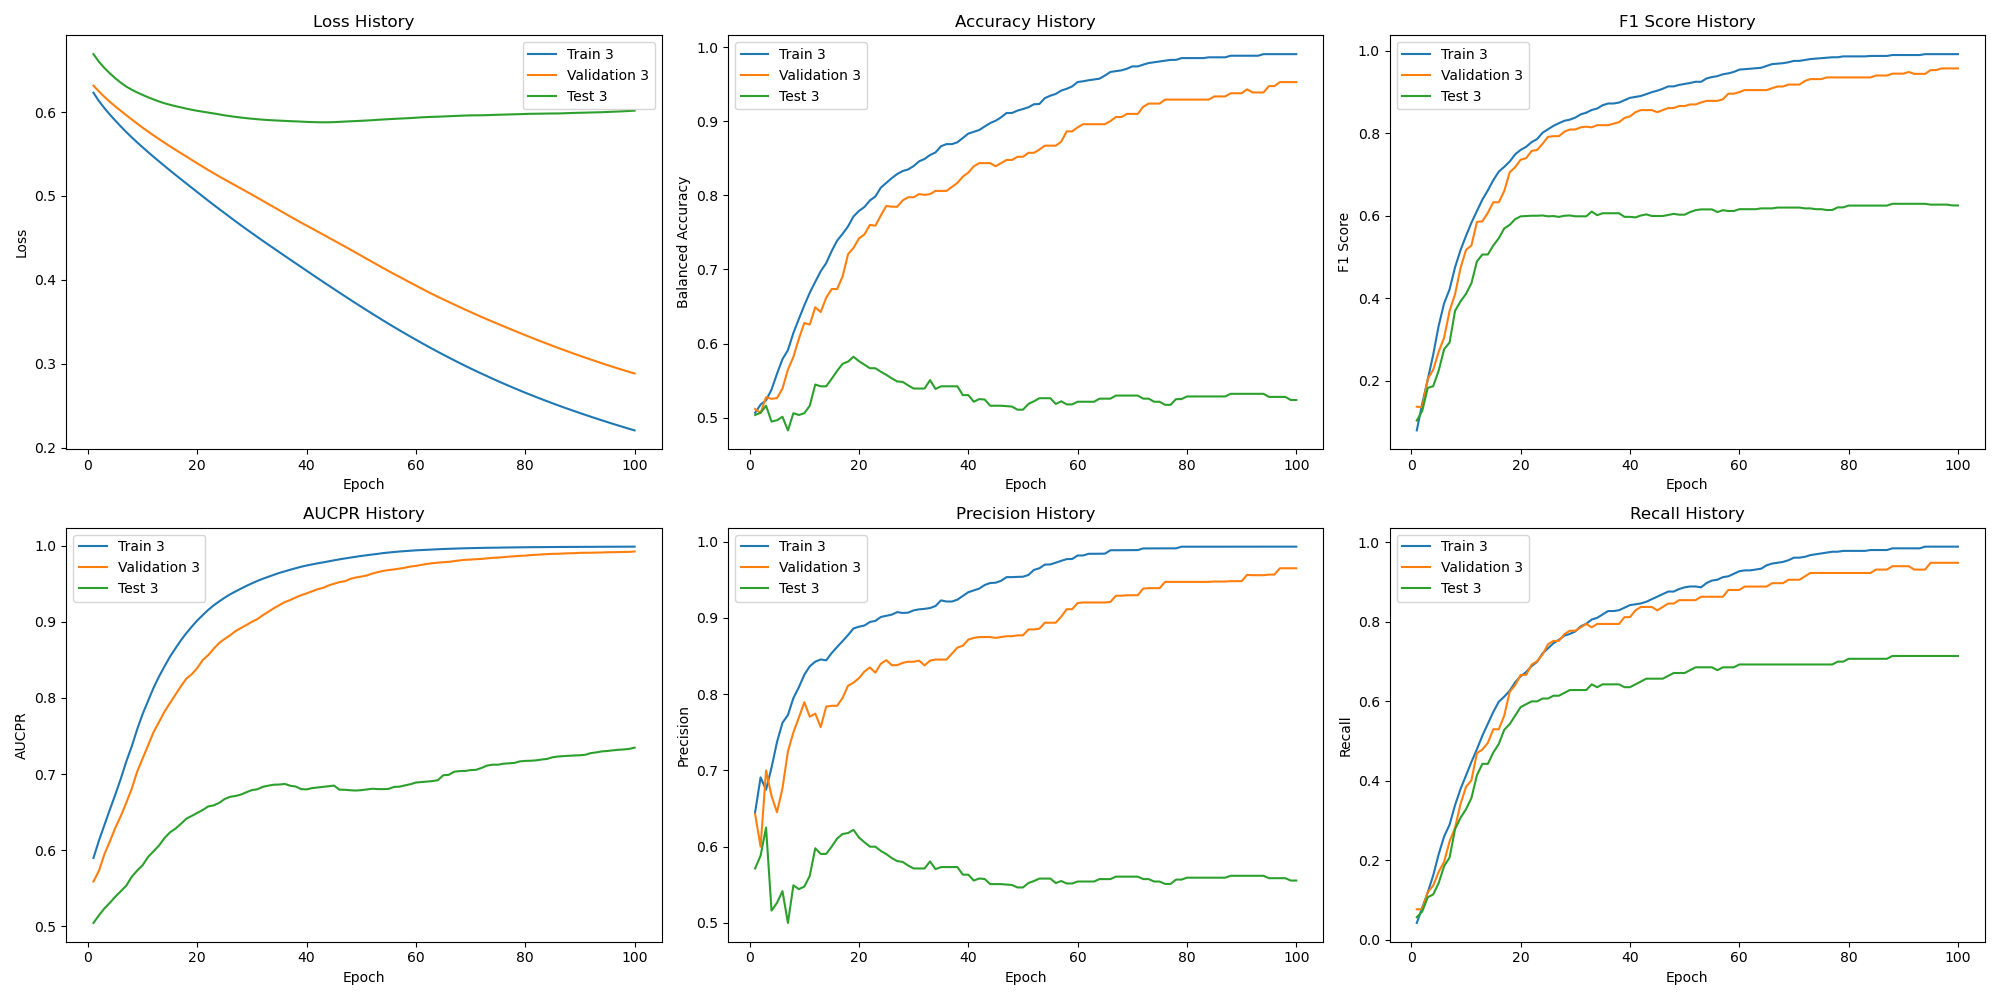 Loss History
Train 3
Validation 3
Test 3
0.6
0.5
0.4
0.3
0.2
Loss
0 20 40 60 80 100
Epoch
Accuracy History
Train 3
Validation 3
Test 3
1.0
0.9
0.8
0.7
0.6
0.5
Balanced Accuracy
0 20 40 60 80 100
Epoch
F1 Score History
Train 3
Validation 3
Test 3
1.0
0.8
0.6
0.4
0.2
F1 Score
0 20 40 60 80 100
Epoch
AUCPR History
Train 3
Validation 3
Test 3
1.0
0.9
0.8
0.7
0.6
0.5
AUCPR
0 20 40 60 80 100
Epoch
Precision History
Train 3
Validation 3
Test 3
1.0
0.9
0.8
0.7
0.6
0.5
Precision
0 20 40 60 80 100
Epoch
Recall History
Train 3
Validation 3
Test 3
1.0
0.8
0.6
0.4
0.2
0.0
Recall
0 20 40 60 80 100
Epoch